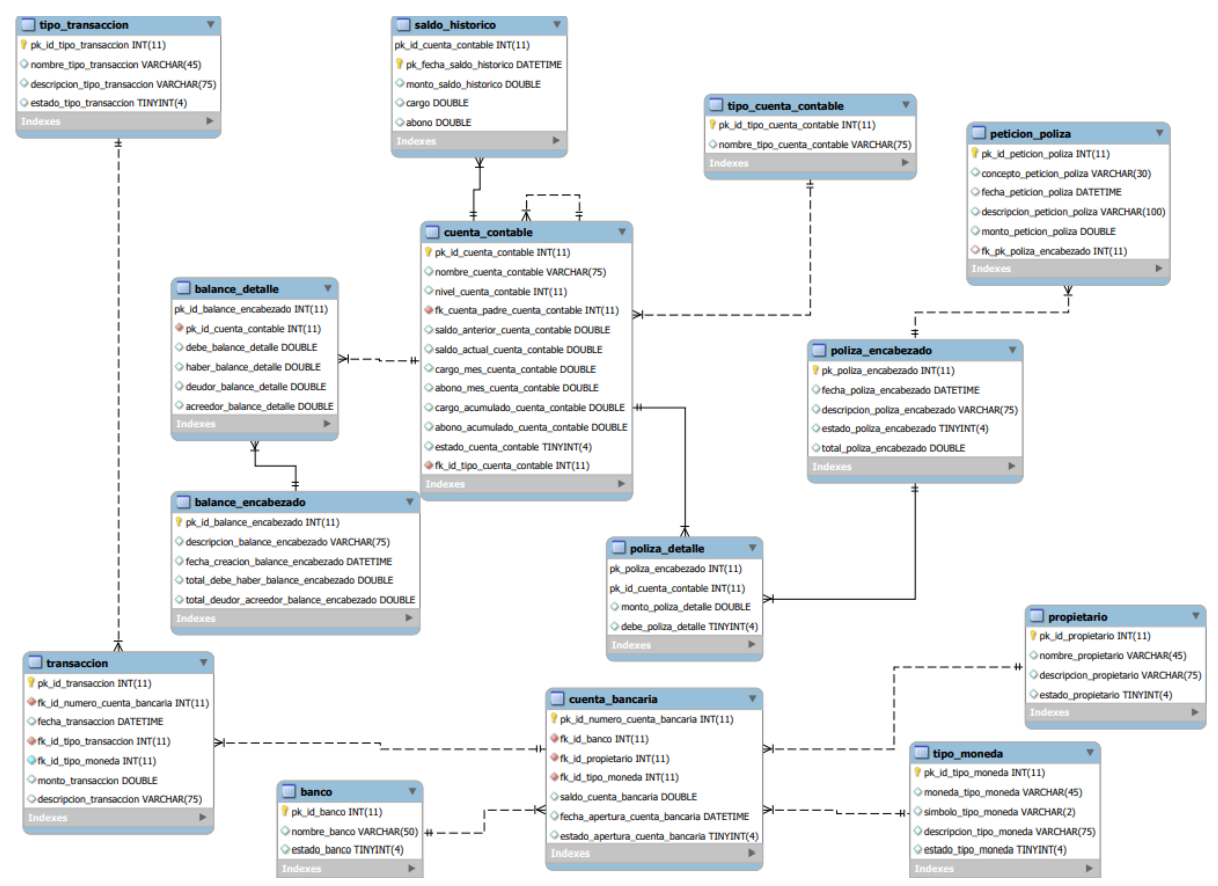 tipo_transaccion
pk_id_tipo_transaccion INT(11)
nombre_tipo_transaccion VARCHAR(45)
descripcion_tipo_transaccion VARCHAR(75)
estado_tipo_transaccion TINYINT(4)
Indexes
saldo_historico
pk_id_cuenta_contable INT(11)
pk_fecha_saldo_historico DATETIME
monto_saldo_historico DOUBLE
cargo DOUBLE
abono DOUBLE
Indexes
tipo_cuenta_contable
pk_id_tipo_cuenta_contable INT(11)
nombre_tipo_cuenta_contable VARCHAR(75)
Indexes
peticion_poliza
pk_id_peticion_poliza INT(11)
concepto_peticion_poliza VARCHAR(30)
fecha_peticion_poliza DATETIME
descripcion_peticion_poliza VARCHAR(100)
monto_peticion_poliza DOUBLE
fk_pk_poliza_encabezado INT(11)
Indexes
cuenta_contable
pk_id_cuenta_contable INT(11)
nombre_cuenta_contable VARCHAR(75)
nivel_cuenta_contable INT(11)
fk_cuenta_padre_cuenta_contable INT(11)
saldo_anterior_cuenta_contable DOUBLE
saldo_actual_cuenta_contable DOUBLE
cargo_mes_cuenta_contable DOUBLE
abono_mes_cuenta_contable DOUBLE
cargo_acumulado_cuenta_contable DOUBLE
abono_acumulado_cuenta_contable DOUBLE
estado_cuenta_contable TINYINT(4)
fk_id_tipo_cuenta_contable INT(11)
Indexes
balance_detalle
pk_id_balance_encabezado INT(11)
pk_id_cuenta_contable INT(11)
debe_balance_detalle DOUBLE
haber_balance_detalle DOUBLE
deudor_balance_detalle DOUBLE
acreedor_balance_detalle DOUBLE
Indexes
poliza_encabezado
pk_poliza_encabezado INT(11)
fecha_poliza_encabezado DATETIME
descripcion_poliza_encabezado VARCHAR(75)
estado_poliza_encabezado TINYINT(4)
total_poliza_encabezado DOUBLE
Indexes
balance_encabezado
pk_id_balance_encabezado INT(11)
descripcion_balance_encabezado VARCHAR(75)
fecha_creacion_balance_encabezado DATETIME
total_debe_haber_balance_encabezado DOUBLE
total_deudor_acreedor_balance_encabezado DOUBLE
Indexes
poliza_detalle
pk_poliza_encabezado INT(11)
pk_id_cuenta_contable INT(11)
monto_poliza_detalle DOUBLE
debe_poliza_detalle TINYINT(4)
Indexes
propietario
pk_id_propietario INT(11)
nombre_propietario VARCHAR(45)
descripcion_propietario VARCHAR(75)
estado_propietario TINYINT(4)
Indexes
transaccion
pk_id_transaccion INT(11)
fk_id_numero_cuenta_bancaria INT(11)
fecha_transaccion DATETIME
fk_id_tipo_transaccion INT(11)
fk_id_tipo_moneda INT(11)
monto_transaccion DOUBLE
descripcion_transaccion VARCHAR(75)
Indexes
cuenta_bancaria
pk_id_numero_cuenta_bancaria INT(11)
fk_id_banco INT(11)
fk_id_propietario INT(11)
fk_id_tipo_moneda INT(11)
saldo_cuenta_bancaria DOUBLE
fecha_apertura_cuenta_bancaria DATETIME
estado_apertura_cuenta_bancaria TINYINT(4)
Indexes
tipo_moneda
pk_id_tipo_moneda INT(11)
moneda_tipo_moneda VARCHAR(45)
simbolo_tipo_moneda VARCHAR(2)
descripcion_tipo_moneda VARCHAR(75)
estado_tipo_moneda TINYINT(4)
Indexes
banco
pk_id_banco INT(11)
nombre_banco VARCHAR(50)
estado_banco TINYINT(4)
Indexes